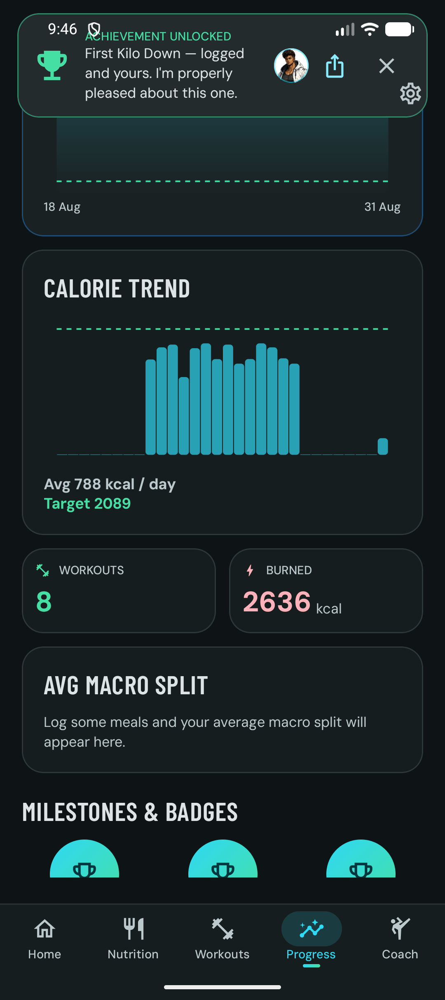 9:46
ACHIEVEMENT UNLOCKED
First Kilo Down — logged
and yours. I'm properly
pleased about this one.
18 Aug
31 Aug
CALORIE TREND
Avg 788 kcal / day
Target 2089
WORKOUTS
8
BURNED
2636 kcal
AVG MACRO SPLIT
Log some meals and your average macro split will
appear here.
MILESTONES & BADGES
Home
Nutrition
Workouts
Progress
Coach